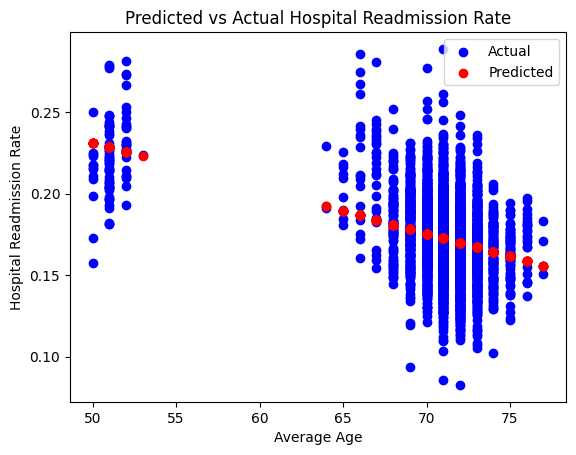 Predicted vs Actual Hospital Readmission Rate
Actual
Predicted
Hospital Readmission Rate
0.25
0.20
0.15
0.10
50
55
60
65
70
75
Average Age